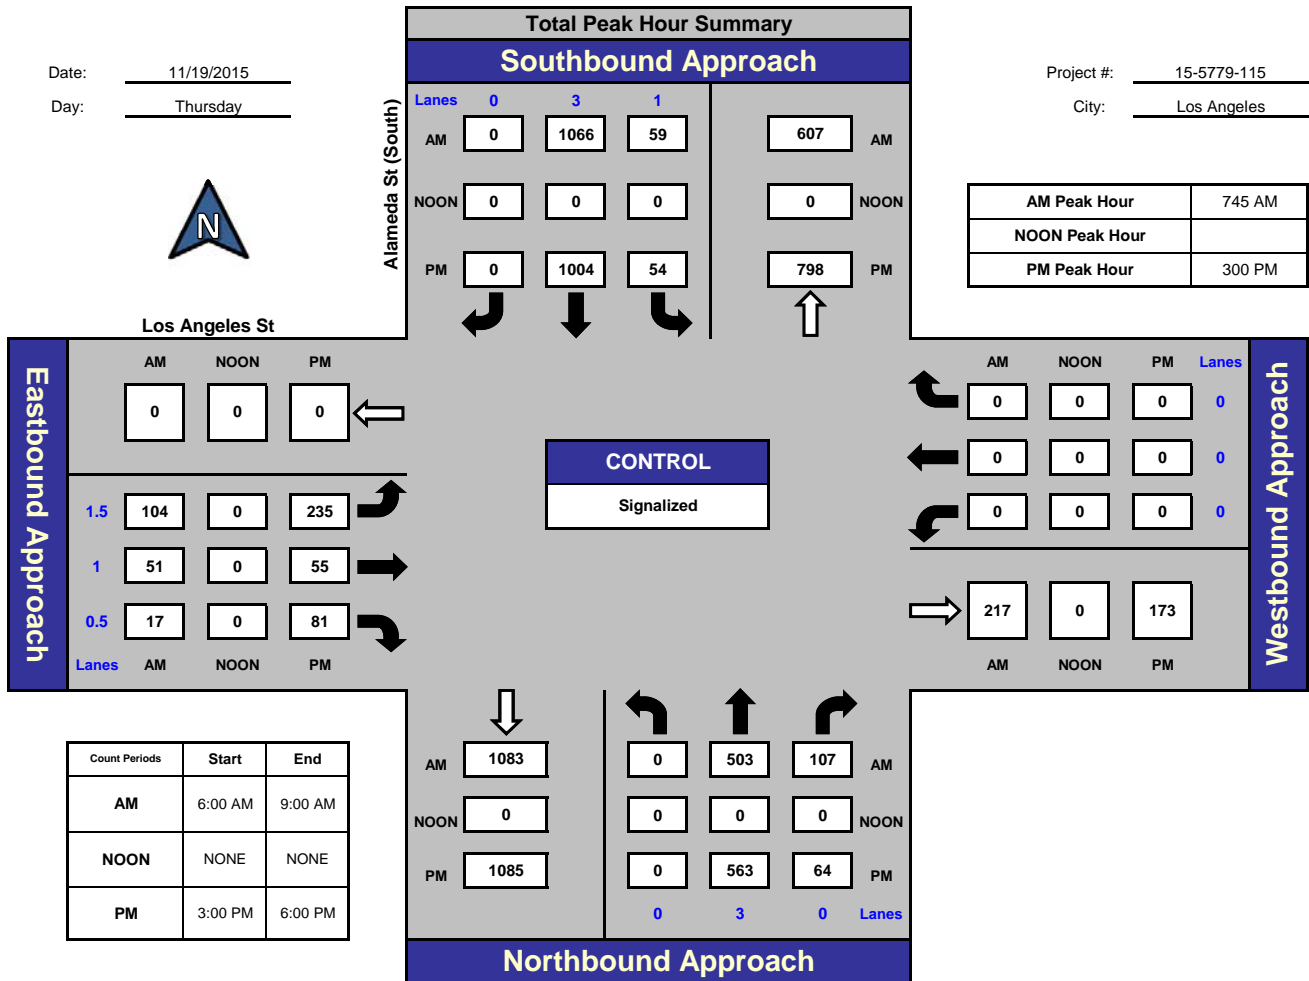 Total Peak Hour Summary
Southbound Approach
Date: 11/19/2015
Day: Thursday
Project #: 15-5779-115
City: Los Angeles
N
Alameda St (South)
Lanes 0 3 1
AM 0 1066 59 607 AM
NOON 0 0 0 0 NOON
PM 0 1004 54 798 PM
AM Peak Hour 745 AM
NOON Peak Hour
PM Peak Hour 300 PM
Los Angeles St
Eastbound Approach
AM NOON PM
0 0 0
1.5 104 0 235
1 51 0 55
0.5 17 0 81
Lanes AM NOON PM
CONTROL
Signalized
AM NOON PM Lanes
0 0 0 0
0 0 0 0
0 0 0 0
217 0 173
AM NOON PM
Westbound Approach
Count Periods Start End
AM 6:00 AM 9:00 AM
NOON NONE NONE
PM 3:00 PM 6:00 PM
AM 1083 0 503 107 AM
NOON 0 0 0 0 NOON
PM 1085 0 563 64 PM
0 3 0 Lanes
Northbound Approach